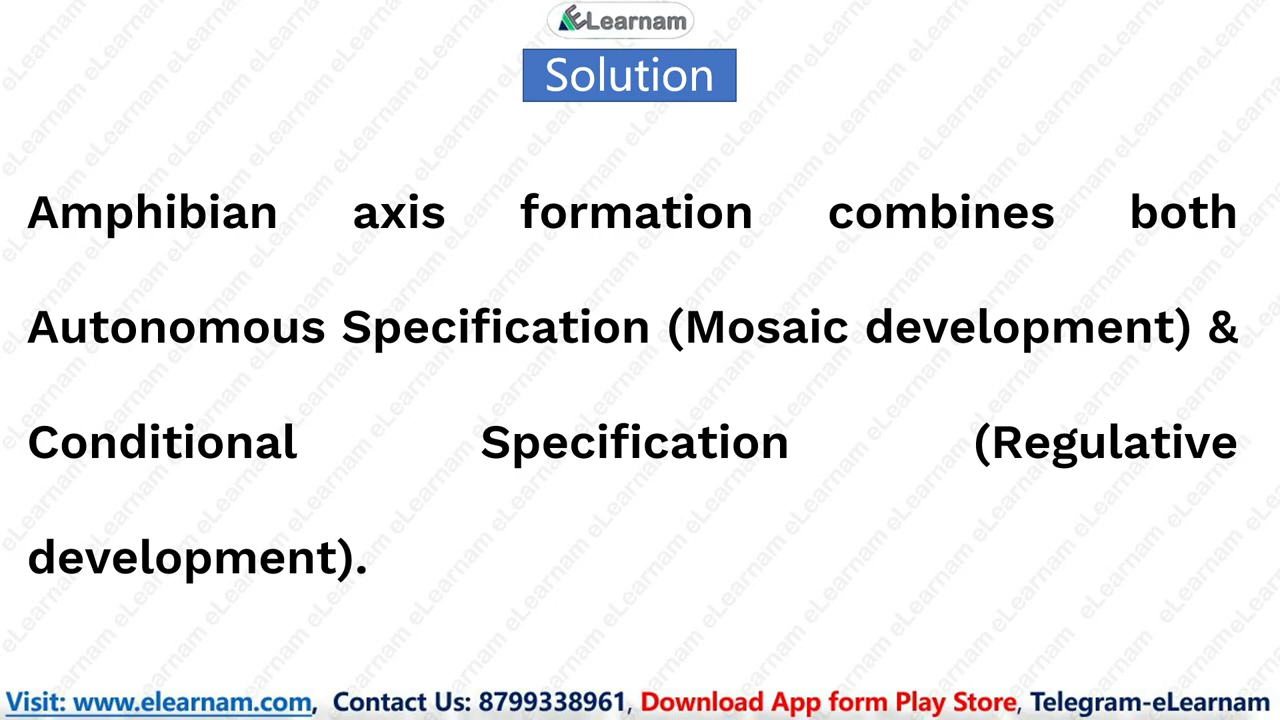 eLearnam
Solution
Amphibian axis formation combines both
Autonomous Specification (Mosaic development) &
Conditional Specification (Regulative
development).
Visit: www.elearnam.com, Contact Us: 8799338961, Download App form Play Store, Telegram-eLearnam